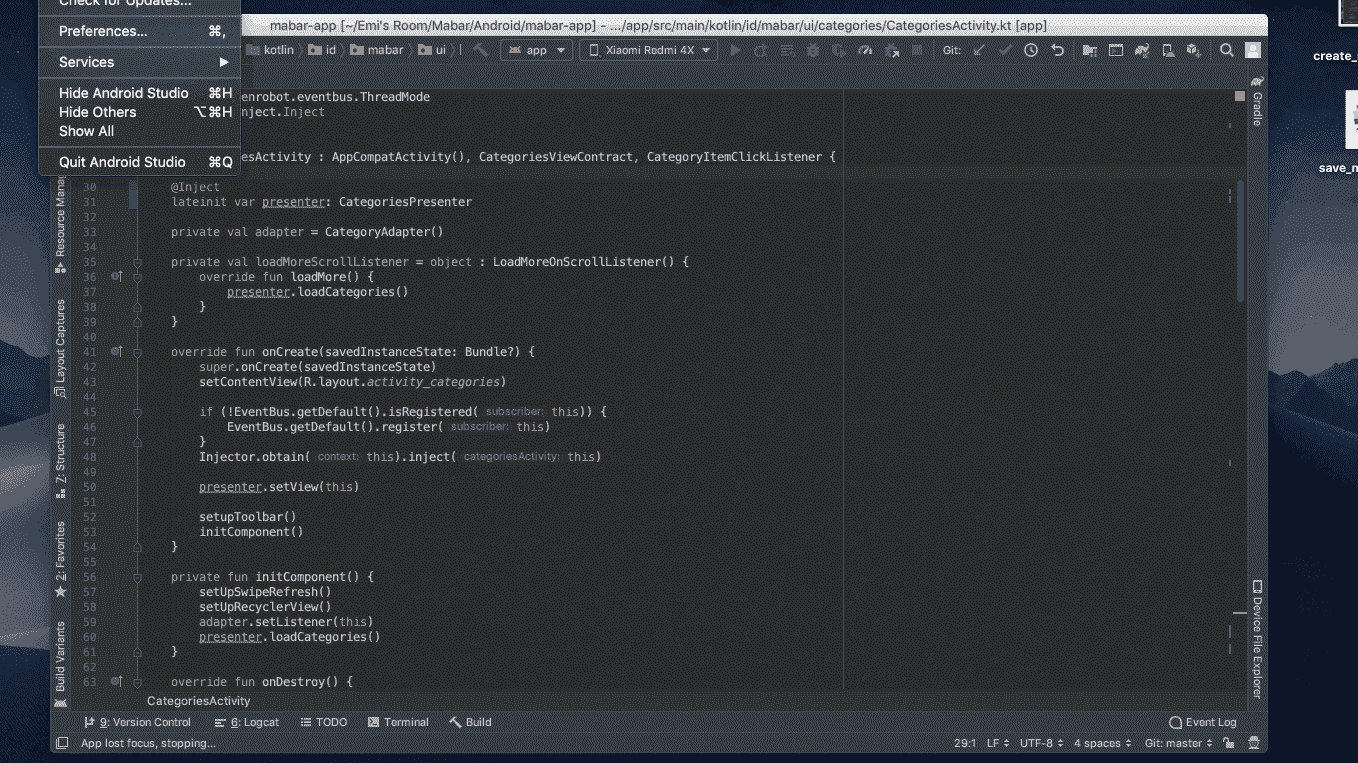 Check for Updates...
Preferences... ⌘,
Services ▶
Hide Android Studio ⌘H
Hide Others ⌥⌘H
Show All
Quit Android Studio ⌘Q
mabar-app [~/Emi's Room/Mabar/Android/mabar-app] - .../app/src/main/kotlin/id/mabar/ui/categories/CategoriesActivity.kt [app]
kotlin id mabar ui app Xiaomi Redmi 4X Git:
create_
save_n
enrobot.eventbus.ThreadMode
nject.Inject
esActivity : AppCompatActivity(), CategoriesViewContract, CategoryItemClickListener {
30 @Inject
31 lateinit var presenter: CategoriesPresenter
32
33 private val adapter = CategoryAdapter()
34
35 private val loadMoreScrollListener = object : LoadMoreOnScrollListener() {
36 override fun loadMore() {
37 presenter.loadCategories()
38 }
39 }
40
41 override fun onCreate(savedInstanceState: Bundle?) {
42 super.onCreate(savedInstanceState)
43 setContentView(R.layout.activity_categories)
44
45 if (!EventBus.getDefault().isRegistered( subscriber: this)) {
46 EventBus.getDefault().register( subscriber: this)
47 }
48 Injector.obtain( context: this).inject( categoriesActivity: this)
49
50 presenter.setView(this)
51
52 setupToolbar()
53 initComponent()
54 }
55
56 private fun initComponent() {
57 setUpSwipeRefresh()
58 setUpRecyclerView()
59 adapter.setListener(this)
60 presenter.loadCategories()
61 }
62
63 override fun onDestroy() {
CategoriesActivity
Resource Manag
Layout Captures
Z: Structure
2: Favorites
Build Variants
Gradle
Device File Explorer
9: Version Control 6: Logcat TODO Terminal Build Event Log
App lost focus, stopping... 29:1 LF UTF-8 4 spaces Git: master